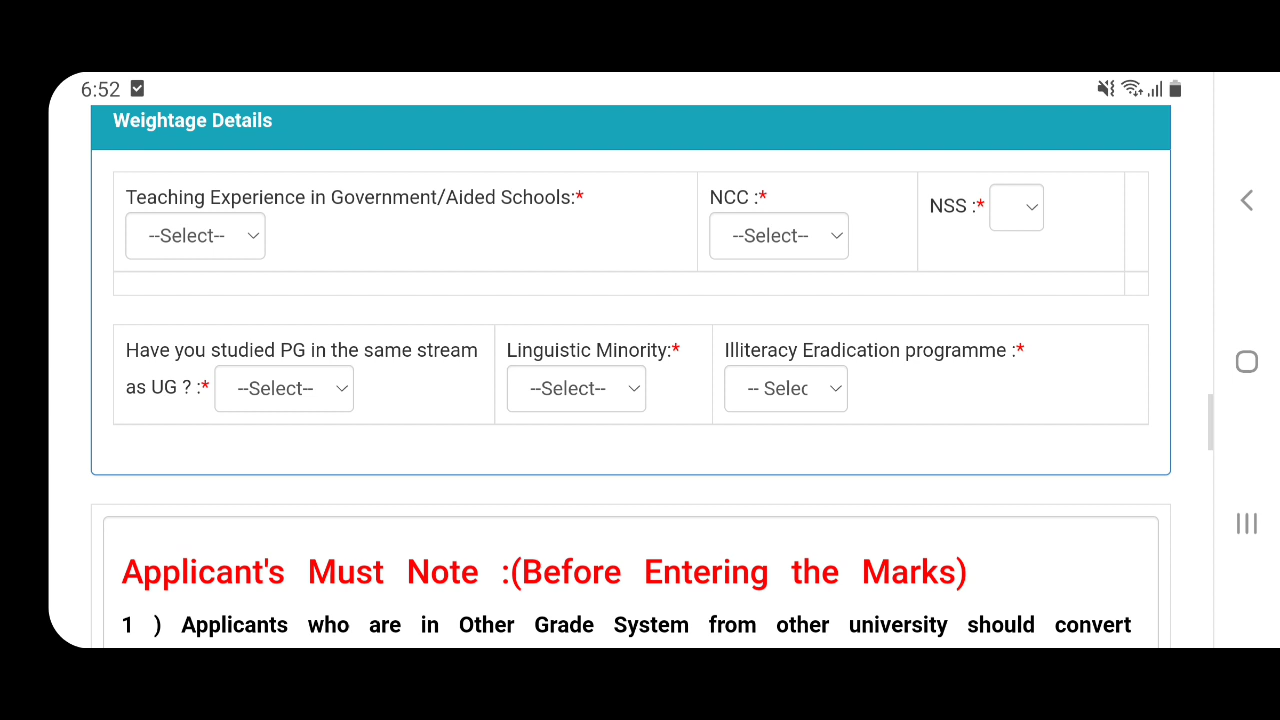 6:52
Weightage Details
Teaching Experience in Government/Aided Schools:*
--Select--
NCC :*
--Select--
NSS :*
Have you studied PG in the same stream
as UG ? :* --Select--
Linguistic Minority:*
--Select--
Illiteracy Eradication programme :*
-- Selec
Applicant's Must Note :(Before Entering the Marks)
1 ) Applicants who are in Other Grade System from other university should convert